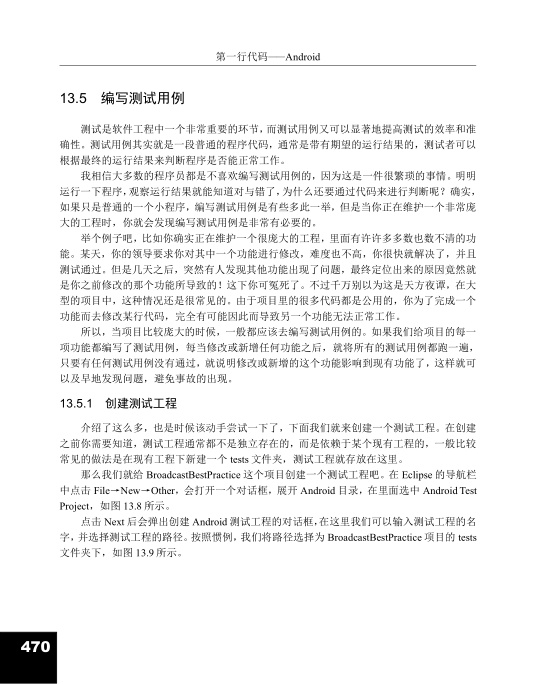 第一行代码——Android
13.5 编写测试用例
测试是软件工程中一个非常重要的环节,而测试用例又可以显著地提高测试的效率和准
确性。测试用例其实就是一段普通的程序代码,通常是带有期望的运行结果的,测试者可以
根据最终的运行结果来判断程序是否能正常工作。
我相信大多数的程序员都是不喜欢编写测试用例的,因为这是一件很繁琐的事情。明明
运行一下程序,观察运行结果就能知道对与错了,为什么还要通过代码来进行判断呢?确实,
如果只是普通的一个小程序,编写测试用例是有些多此一举,但是当你正在维护一个非常庞
大的工程时,你就会发现编写测试用例是非常有必要的。
举个例子吧,比如你确实正在维护一个很庞大的工程,里面有许许多多数也数不清的功
能。某天,你的领导要求你对其中一个功能进行修改,难度也不高,你很快就解决了,并且
测试通过。但是几天之后,突然有人发现其他功能出现了问题,最终定位出来的原因竟然就
是你之前修改的那个功能所导致的!这下你可冤死了。不过千万别以为这是天方夜谭,在大
型的项目中,这种情况还是很常见的。由于项目里的很多代码都是公用的,你为了完成一个
功能而去修改某行代码,完全有可能因此而导致另一个功能无法正常工作。
所以,当项目比较庞大的时候,一般都应该去编写测试用例的。如果我们给项目的每一
项功能都编写了测试用例,每当修改或新增任何功能之后,就将所有的测试用例都跑一遍,
只要有任何测试用例没有通过,就说明修改或新增的这个功能影响到现有功能了,这样就可
以及早地发现问题,避免事故的出现。
13.5.1 创建测试工程
介绍了这么多,也是时候该动手尝试一下了,下面我们就来创建一个测试工程。在创建
之前你需要知道,测试工程通常都不是独立存在的,而是依赖于某个现有工程的,一般比较
常见的做法是在现有工程下新建一个 tests 文件夹,测试工程就存放在这里。
那么我们就给 BroadcastBestPractice 这个项目创建一个测试工程吧。在 Eclipse 的导航栏
中点击 File→New→Other,会打开一个对话框,展开 Android 目录,在里面选中 Android Test
Project,如图 13.8 所示。
点击 Next 后会弹出创建 Android 测试工程的对话框,在这里我们可以输入测试工程的名
字,并选择测试工程的路径。按照惯例,我们将路径选择为 BroadcastBestPractice 项目的 tests
文件夹下,如图 13.9 所示。
470